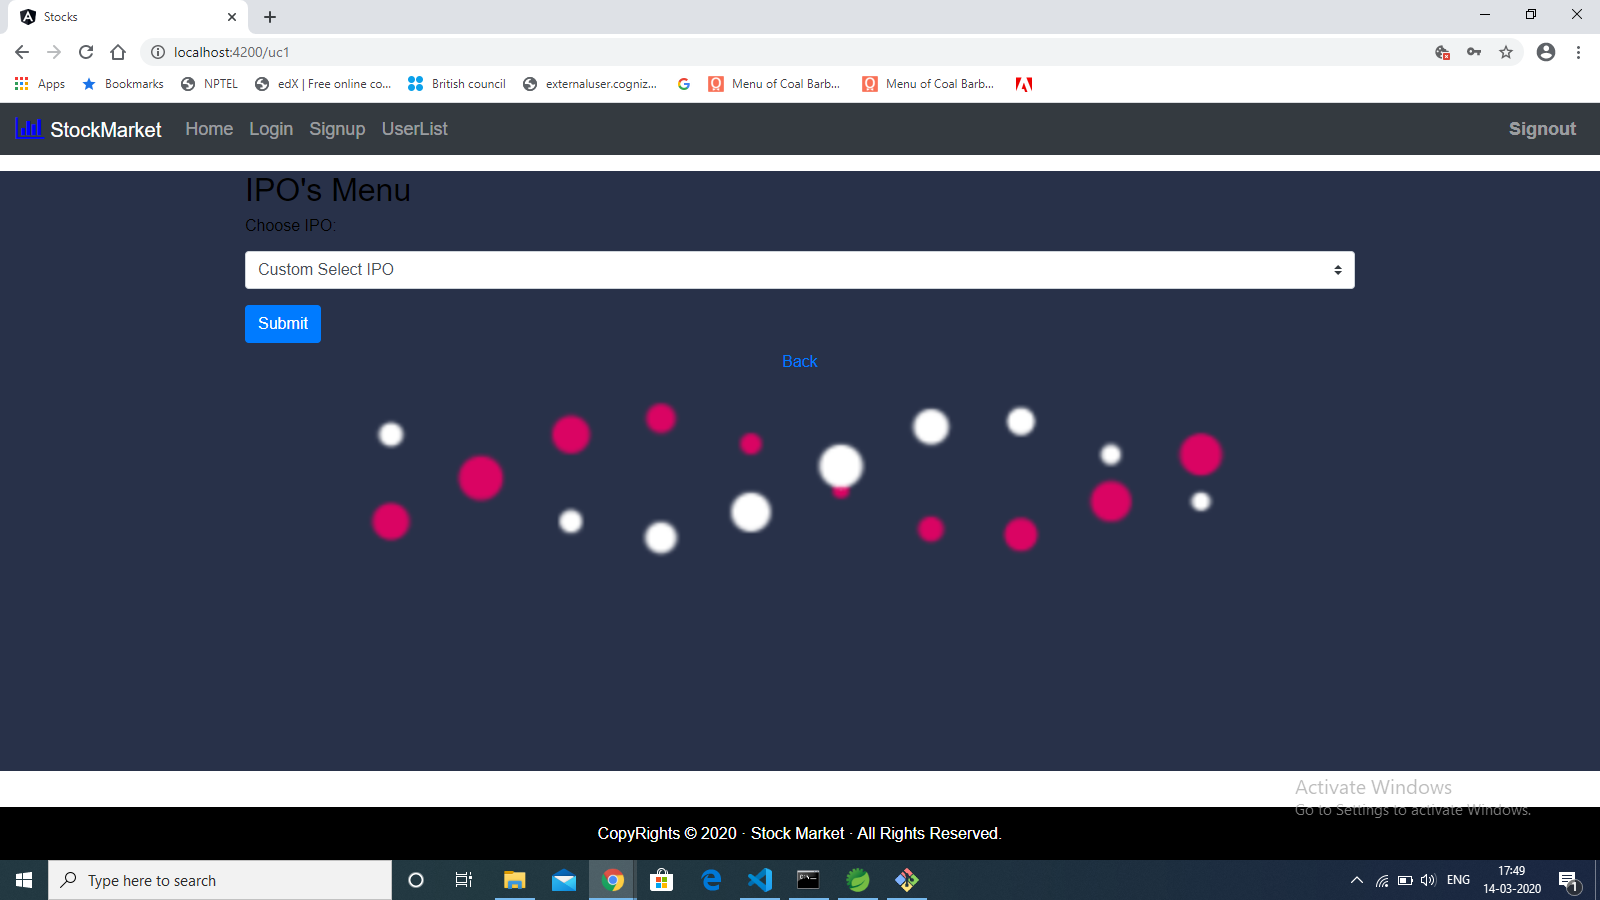 Stocks
localhost:4200/uc1
Apps Bookmarks NPTEL edX | Free online co... British council externaluser.cogniz... Menu of Coal Barb... Menu of Coal Barb...
StockMarket Home Login Signup UserList Signout
IPO's Menu
Choose IPO:
Custom Select IPO
Submit
Back
Activate Windows
Go to Settings to activate Windows.
CopyRights © 2020 · Stock Market · All Rights Reserved.
Type here to search
ENG
17:49
14-03-2020
1